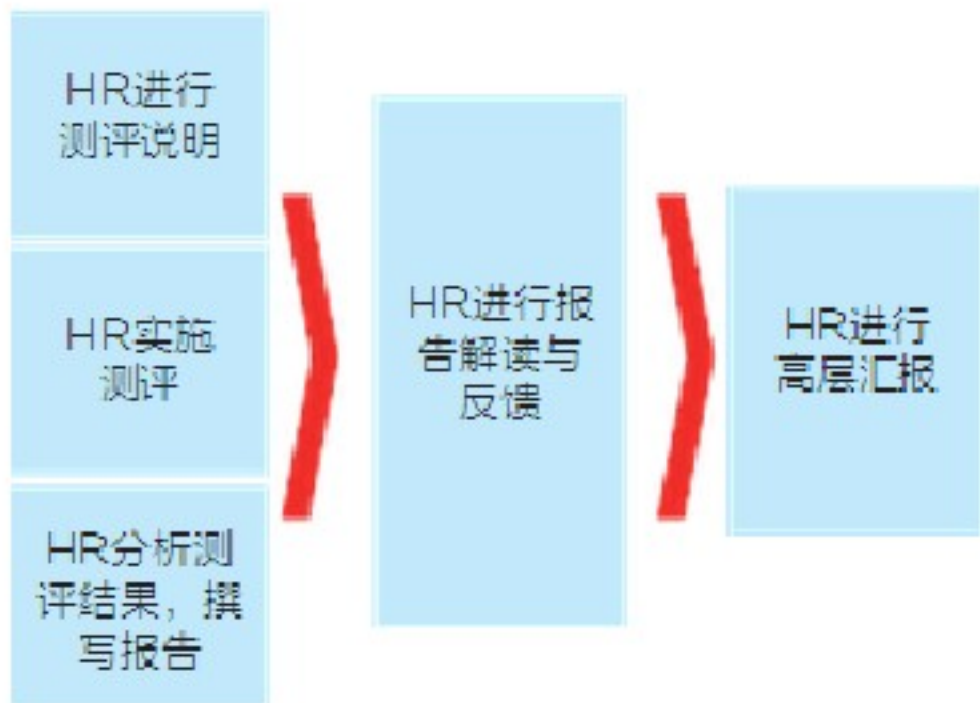 HR进行
测评说明
HR实施
测评
HR分析测
评结果，撰
写报告
HR进行报
告解读与
反馈
HR进行
高层汇报